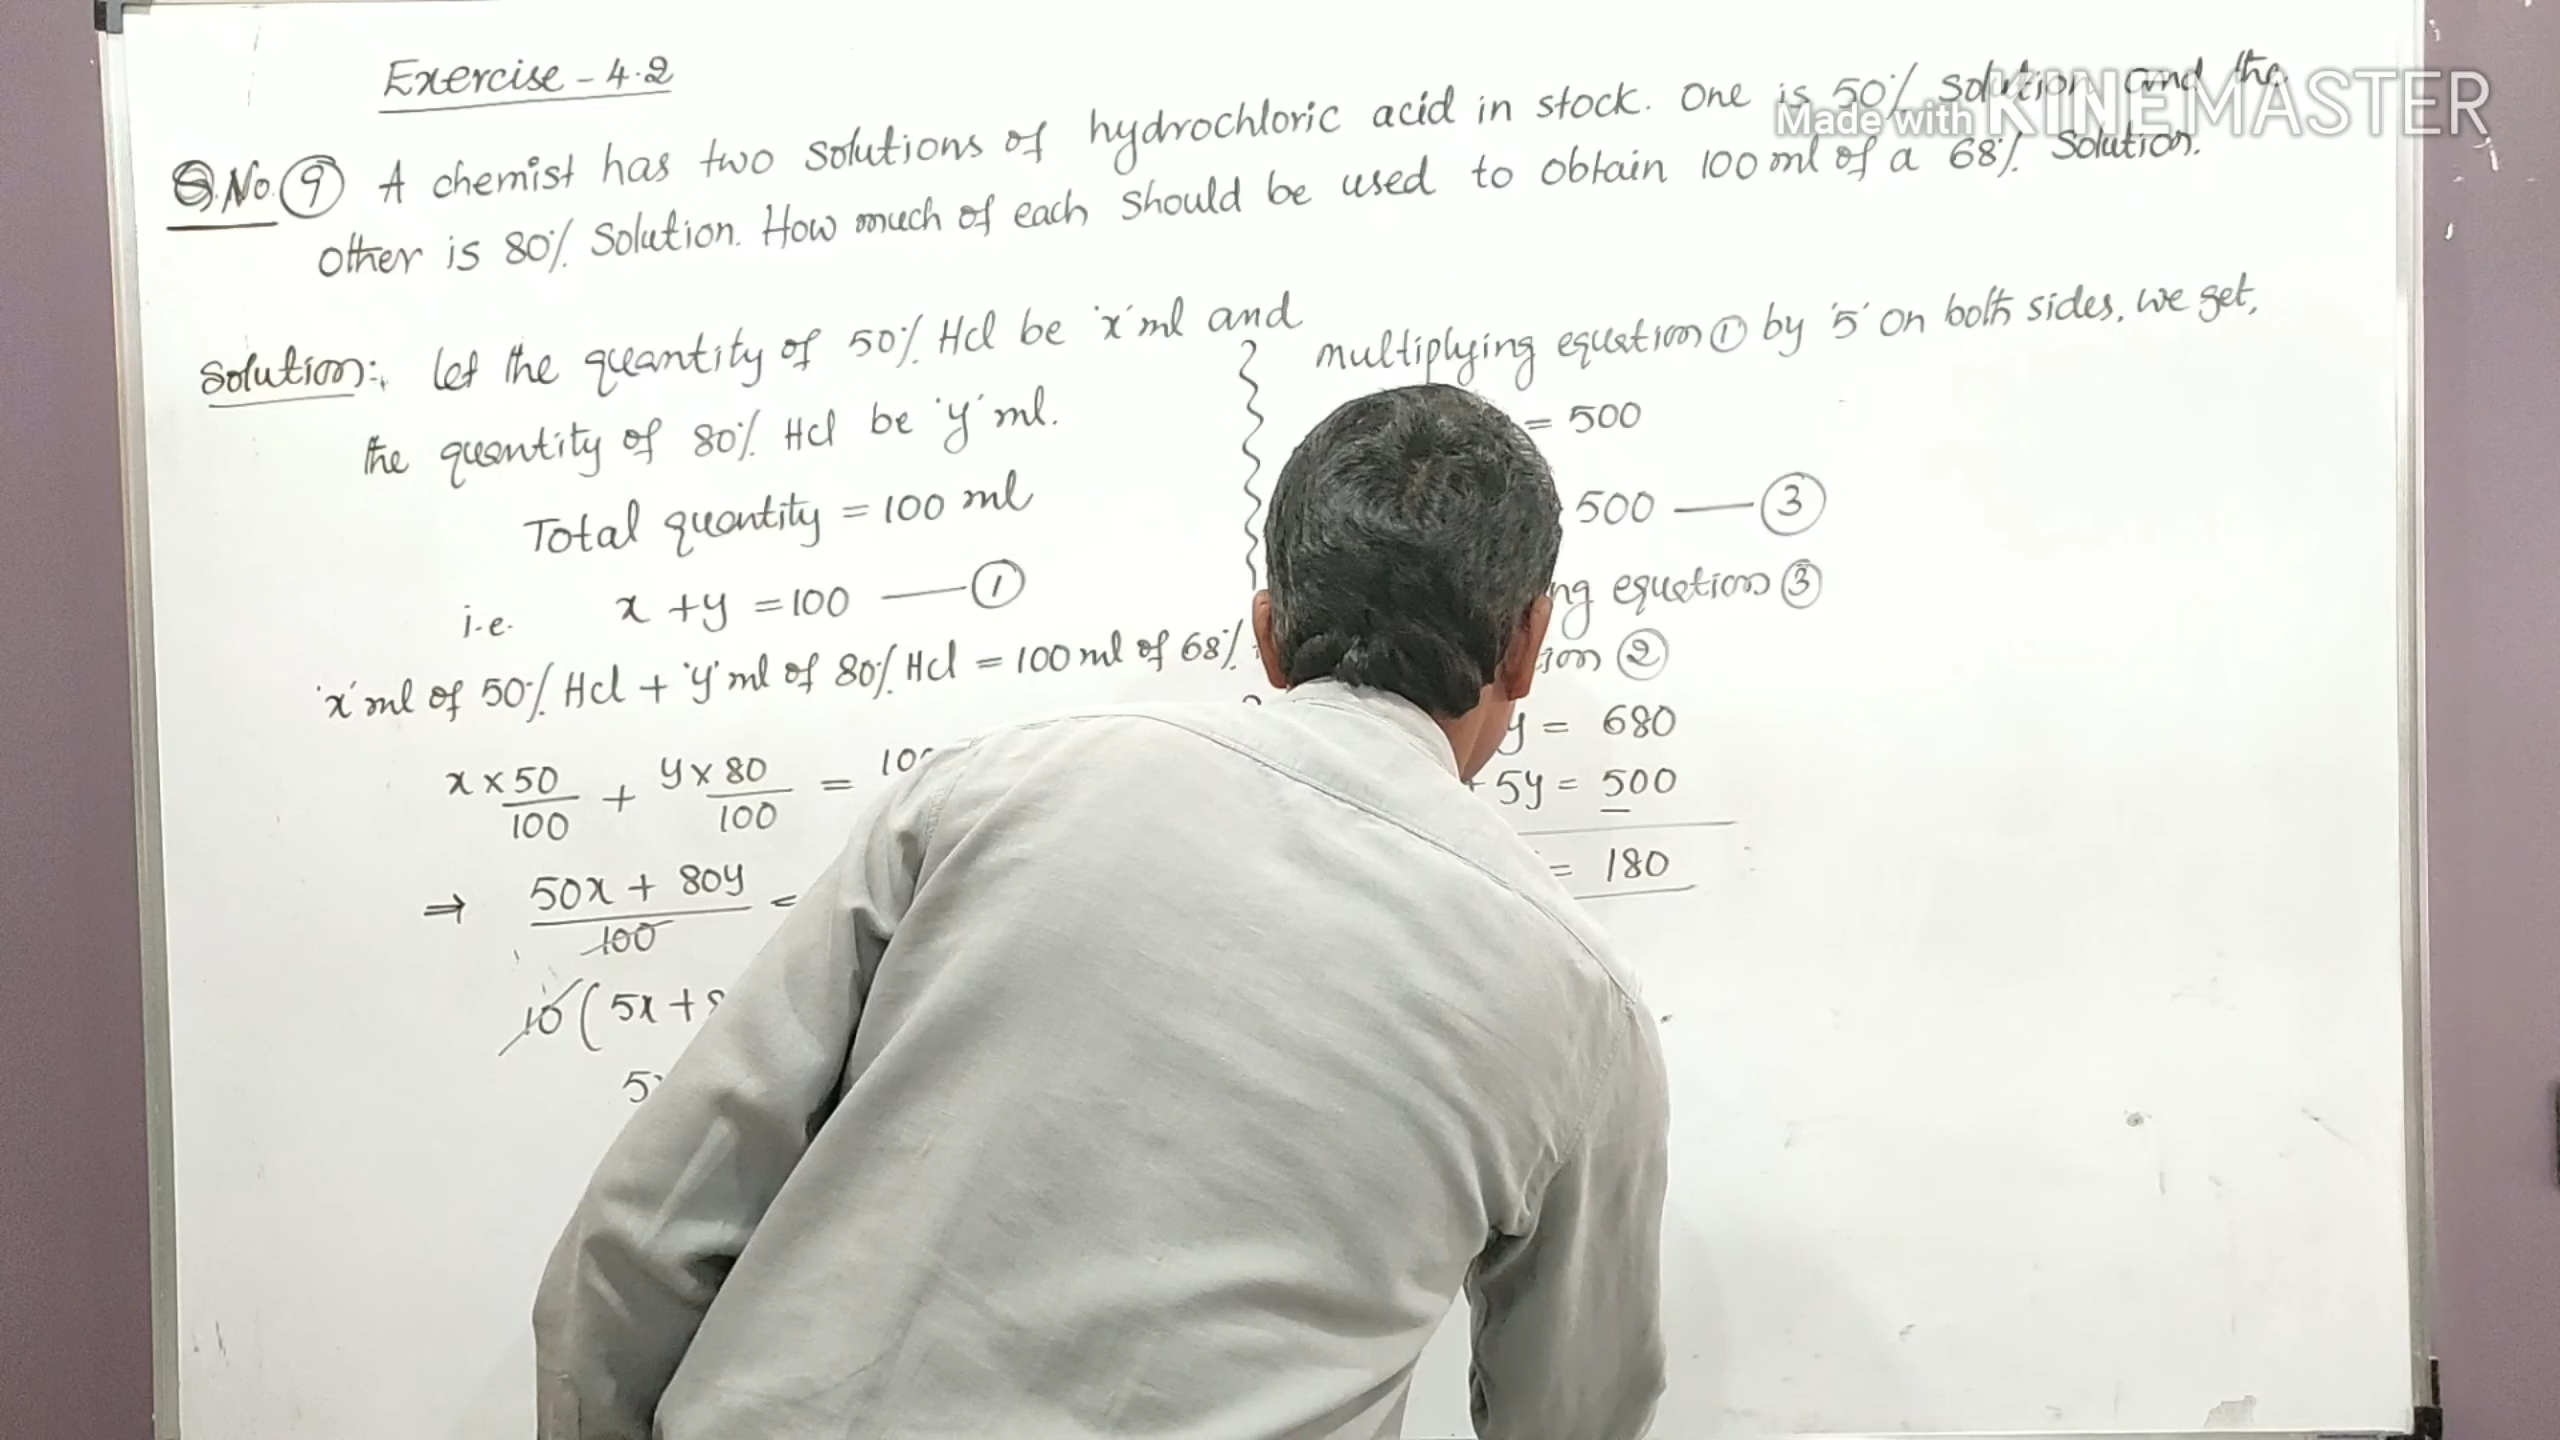 Exercise - 4.2
Q.No. 9 A chemist has two solutions of hydrochloric acid in stock. One is 50% solution and the
other is 80% solution. How much of each should be used to obtain 100 ml of a 68% solution.
Made with KINEMASTER
Solution:- Let the quantity of 50% Hcl be 'x' ml and
the quantity of 80% Hcl be 'y' ml.
Total quantity = 100 ml
i.e. x + y = 100 —— ①
'x' ml of 50% Hcl + 'y' ml of 80% Hcl = 100 ml of 68%
x × 50/100 + y × 80/100 =
⇒ 50x + 80y / 100 =
10 ( 5x +
multiplying equation ① by '5' on both sides, we get,
= 500
500 —— ③
equation ③
②
y = 680
+ 5y = 500
= 180